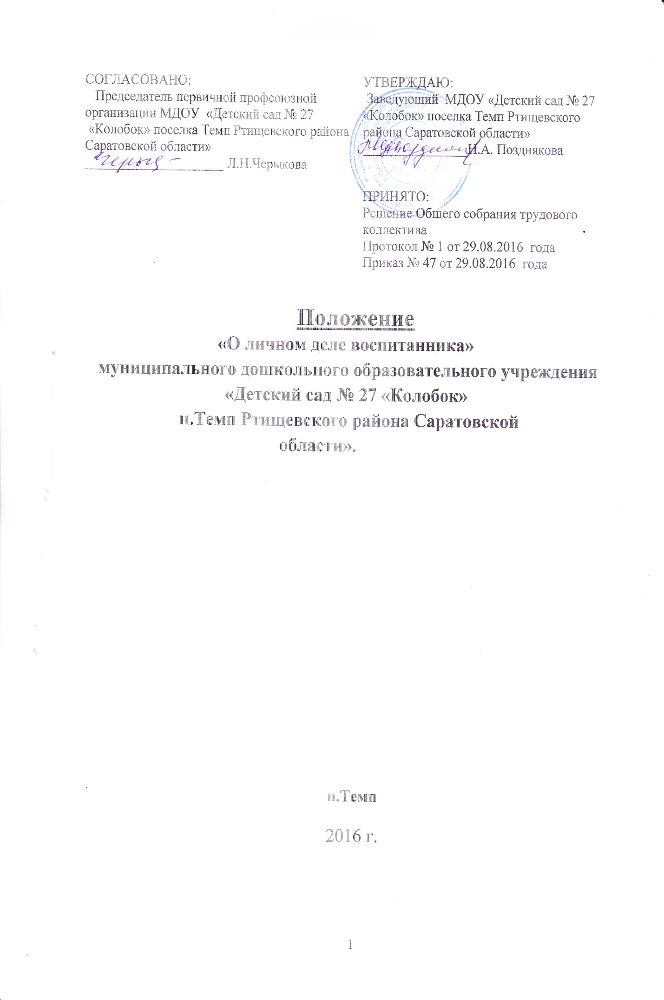 СОГЛАСОВАНО:
Председатель первичной профсоюзной
организации МДОУ «Детский сад № 27
«Колобок» поселка Темп Ртищевского района
Саратовской области»
____________________ Л.Н.Черыкова
УТВЕРЖДАЮ:
Заведующий МДОУ «Детский сад № 27
«Колобок» поселка Темп Ртищевского
района Саратовской области»
_______________Н.А. Позднякова
ПРИНЯТО:
Решение Общего собрания трудового
коллектива
Протокол № 1 от 29.08.2016 года
Приказ № 47 от 29.08.2016 года
Положение
«О личном деле воспитанника»
муниципального дошкольного образовательного учреждения
«Детский сад № 27 «Колобок»
п.Темп Ртищевского района Саратовской
области».
п.Темп
2016 г.
1